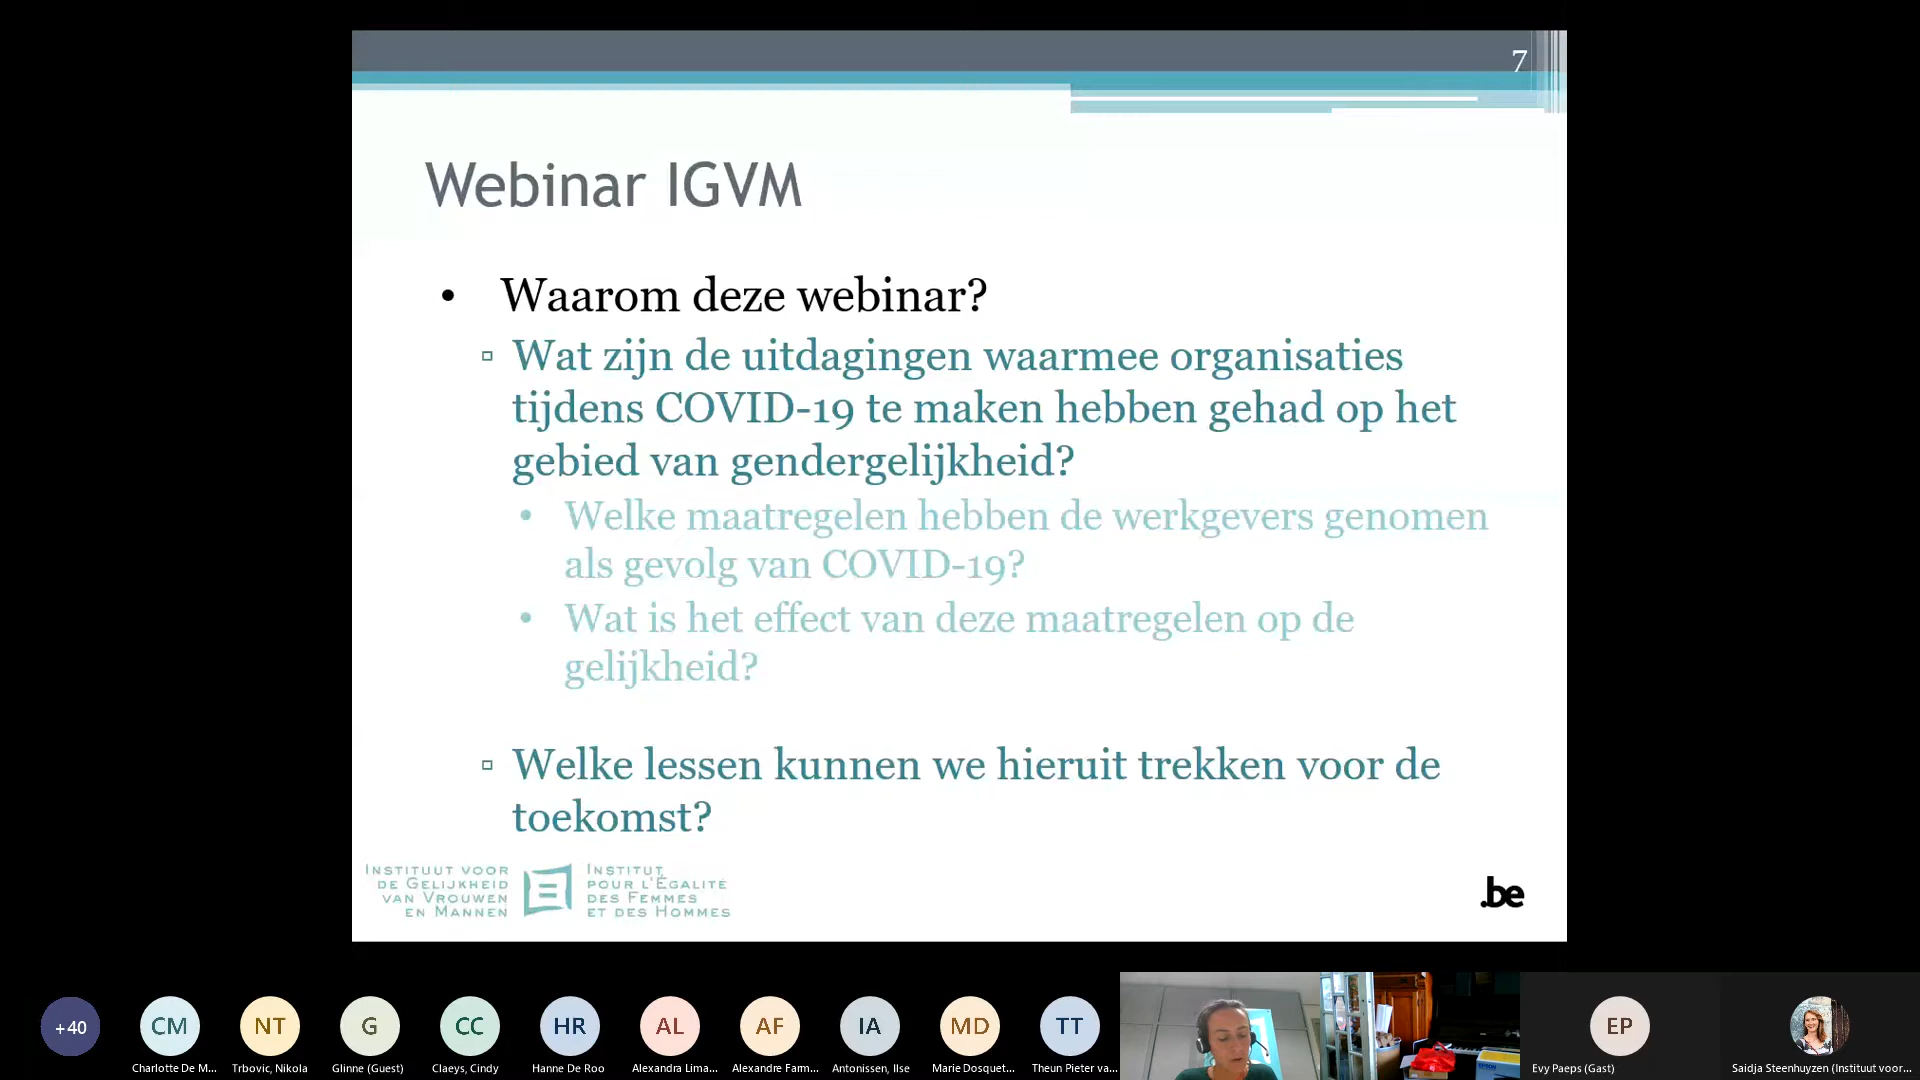 7
Webinar IGVM
• Waarom deze webinar?
▫ Wat zijn de uitdagingen waarmee organisaties
tijdens COVID-19 te maken hebben gehad op het
gebied van gendergelijkheid?
• Welke maatregelen hebben de werkgevers genomen
als gevolg van COVID-19?
• Wat is het effect van deze maatregelen op de
gelijkheid?
▫ Welke lessen kunnen we hieruit trekken voor de
toekomst?
Instituut voor
de Gelijkheid
van Vrouwen
en Mannen
Institut
pour l'Égalité
des Femmes
et des Hommes
.be
+40
CM
NT
G
CC
HR
AL
AF
IA
MD
TT
EP
Charlotte De M...
Trbovic, Nikola
Glinne (Guest)
Claeys, Cindy
Hanne De Roo
Alexandra Lima...
Alexandre Farm...
Antonissen, Ilse
Marie Dosquet...
Theun Pieter va...
Evy Paeps (Gast)
Saidja Steenhuyzen (Instituut voor...